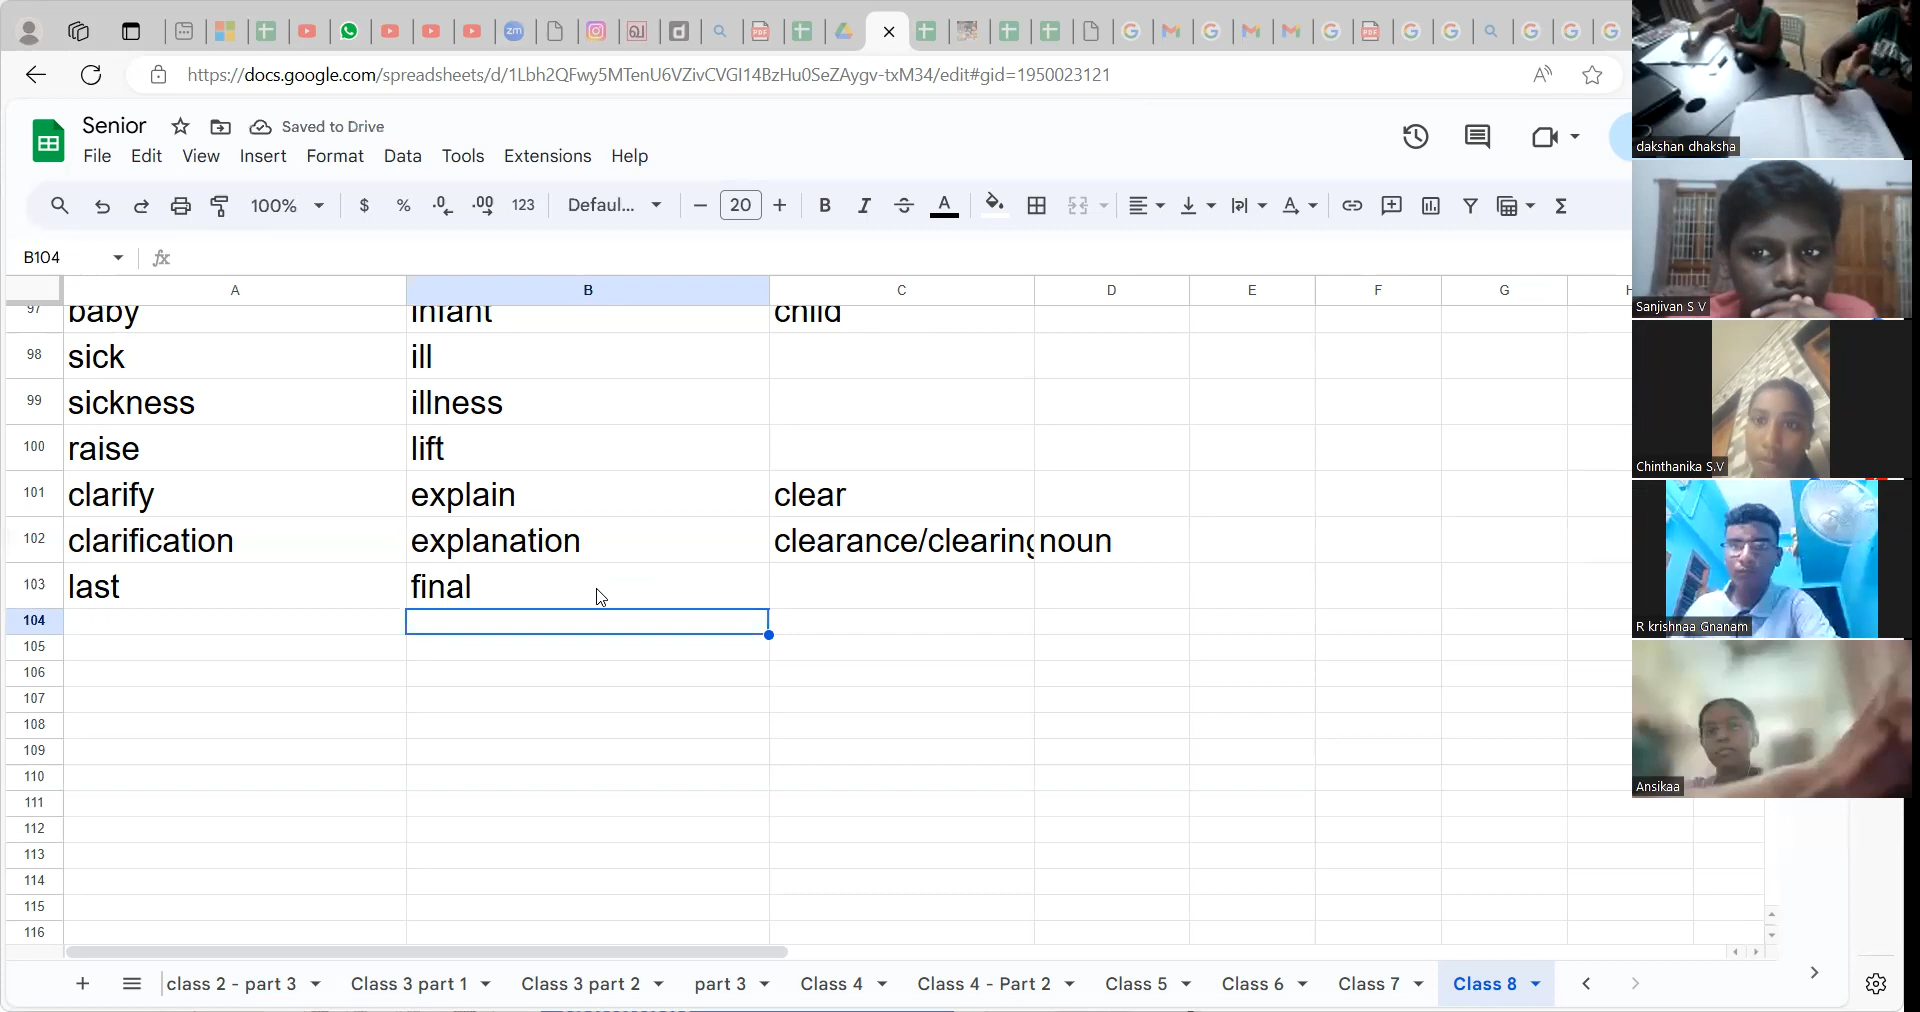 https://docs.google.com/spreadsheets/d/1Lbh2QFwy5MTenU6VZivCVGI14BzHu0SeZAygv-txM34/edit#gid=1950023121
Senior Saved to Drive
File Edit View Insert Format Data Tools Extensions Help
100% $ % .0 .00 123 Defaul... 20 B I A
B104 fx
A B C D E F G H
97 baby infant child
98 sick ill
99 sickness illness
100 raise lift
101 clarify explain clear
102 clarification explanation clearance/clearing noun
103 last final
104
105
106
107
108
109
110
111
112
113
114
115
116
class 2 - part 3 Class 3 part 1 Class 3 part 2 part 3 Class 4 Class 4 - Part 2 Class 5 Class 6 Class 7 Class 8
dakshan dhaksha
Sanjivan S V
Chinthanika S.V
R krishnaa Gnanam
Ansikaa